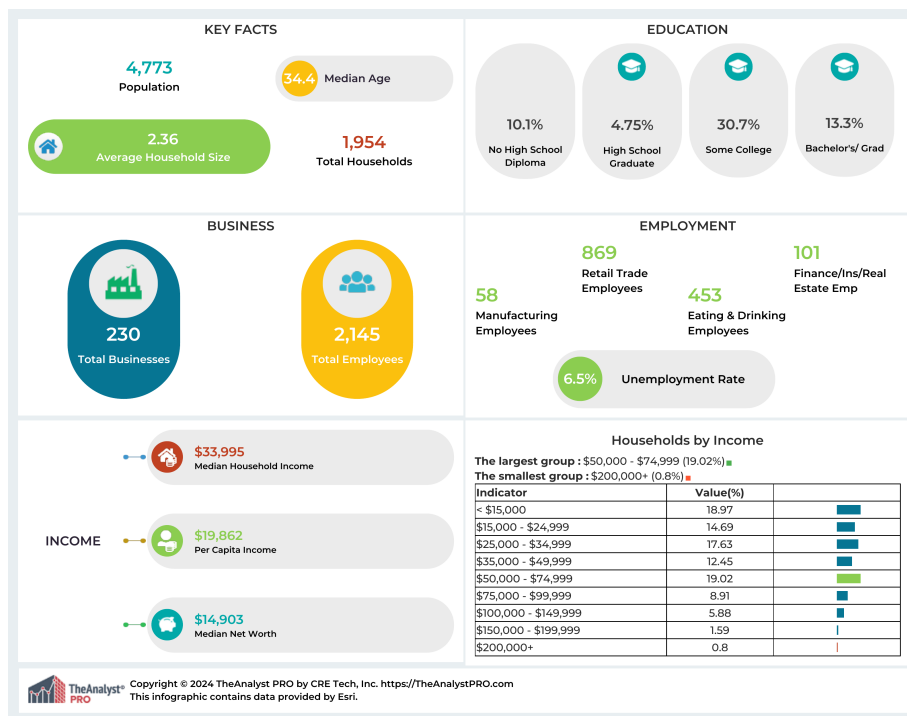 KEY FACTS
4,773
Population
34.4 Median Age
2.36
Average Household Size
1,954
Total Households
EDUCATION
10.1%
No High School
Diploma
4.75%
High School
Graduate
30.7%
Some College
13.3%
Bachelor's/ Grad
BUSINESS
230
Total Businesses
2,145
Total Employees
EMPLOYMENT
58
Manufacturing
Employees
869
Retail Trade
Employees
453
Eating & Drinking
Employees
101
Finance/Ins/Real
Estate Emp
6.5% Unemployment Rate
INCOME
$33,995
Median Household Income
$19,862
Per Capita Income
$14,903
Median Net Worth
Households by Income
The largest group : $50,000 - $74,999 (19.02%)
The smallest group : $200,000+ (0.8%)
Indicator Value(%)
< $15,000 18.97
$15,000 - $24,999 14.69
$25,000 - $34,999 17.63
$35,000 - $49,999 12.45
$50,000 - $74,999 19.02
$75,000 - $99,999 8.91
$100,000 - $149,999 5.88
$150,000 - $199,999 1.59
$200,000+ 0.8
TheAnalyst®
PRO
Copyright © 2024 TheAnalyst PRO by CRE Tech, Inc. https://TheAnalystPRO.com
This infographic contains data provided by Esri.